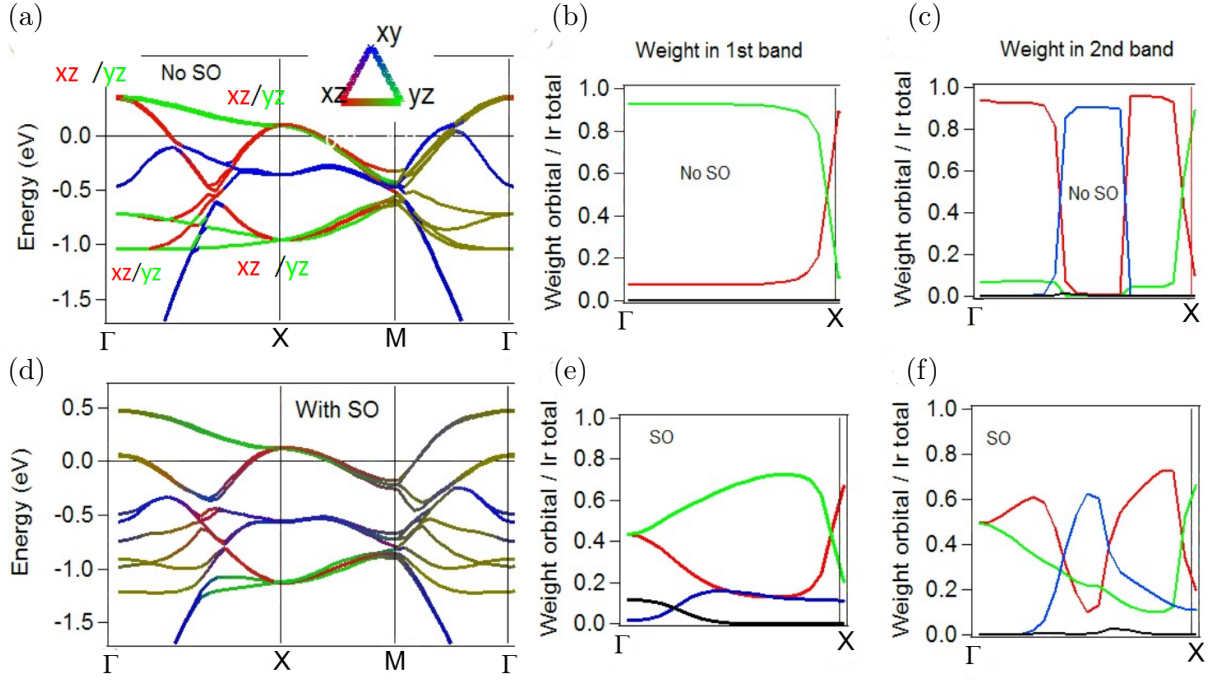 (a)
(b)
(c)
xy
No SO
xz /yz
xz
yz
xz/yz
0.0
-0.5
-1.0
-1.5
Energy (eV)
xz/yz
xz /yz
Γ
X
M
Γ
Weight in 1st band
Weight orbital / Ir total
1.0
0.8
0.6
0.4
0.2
0.0
No SO
Γ
X
Weight in 2nd band
Weight orbital / Ir total
1.0
0.8
0.6
0.4
0.2
0.0
No SO
Γ
X
(d)
(e)
(f)
With SO
0.5
0.0
-0.5
-1.0
-1.5
Energy (eV)
Γ
X
M
Γ
Weight orbital / Ir total
1.0
0.8
0.6
0.4
0.2
0.0
SO
Γ
X
Weight orbital / Ir total
1.0
0.8
0.6
0.4
0.2
0.0
SO
Γ
X